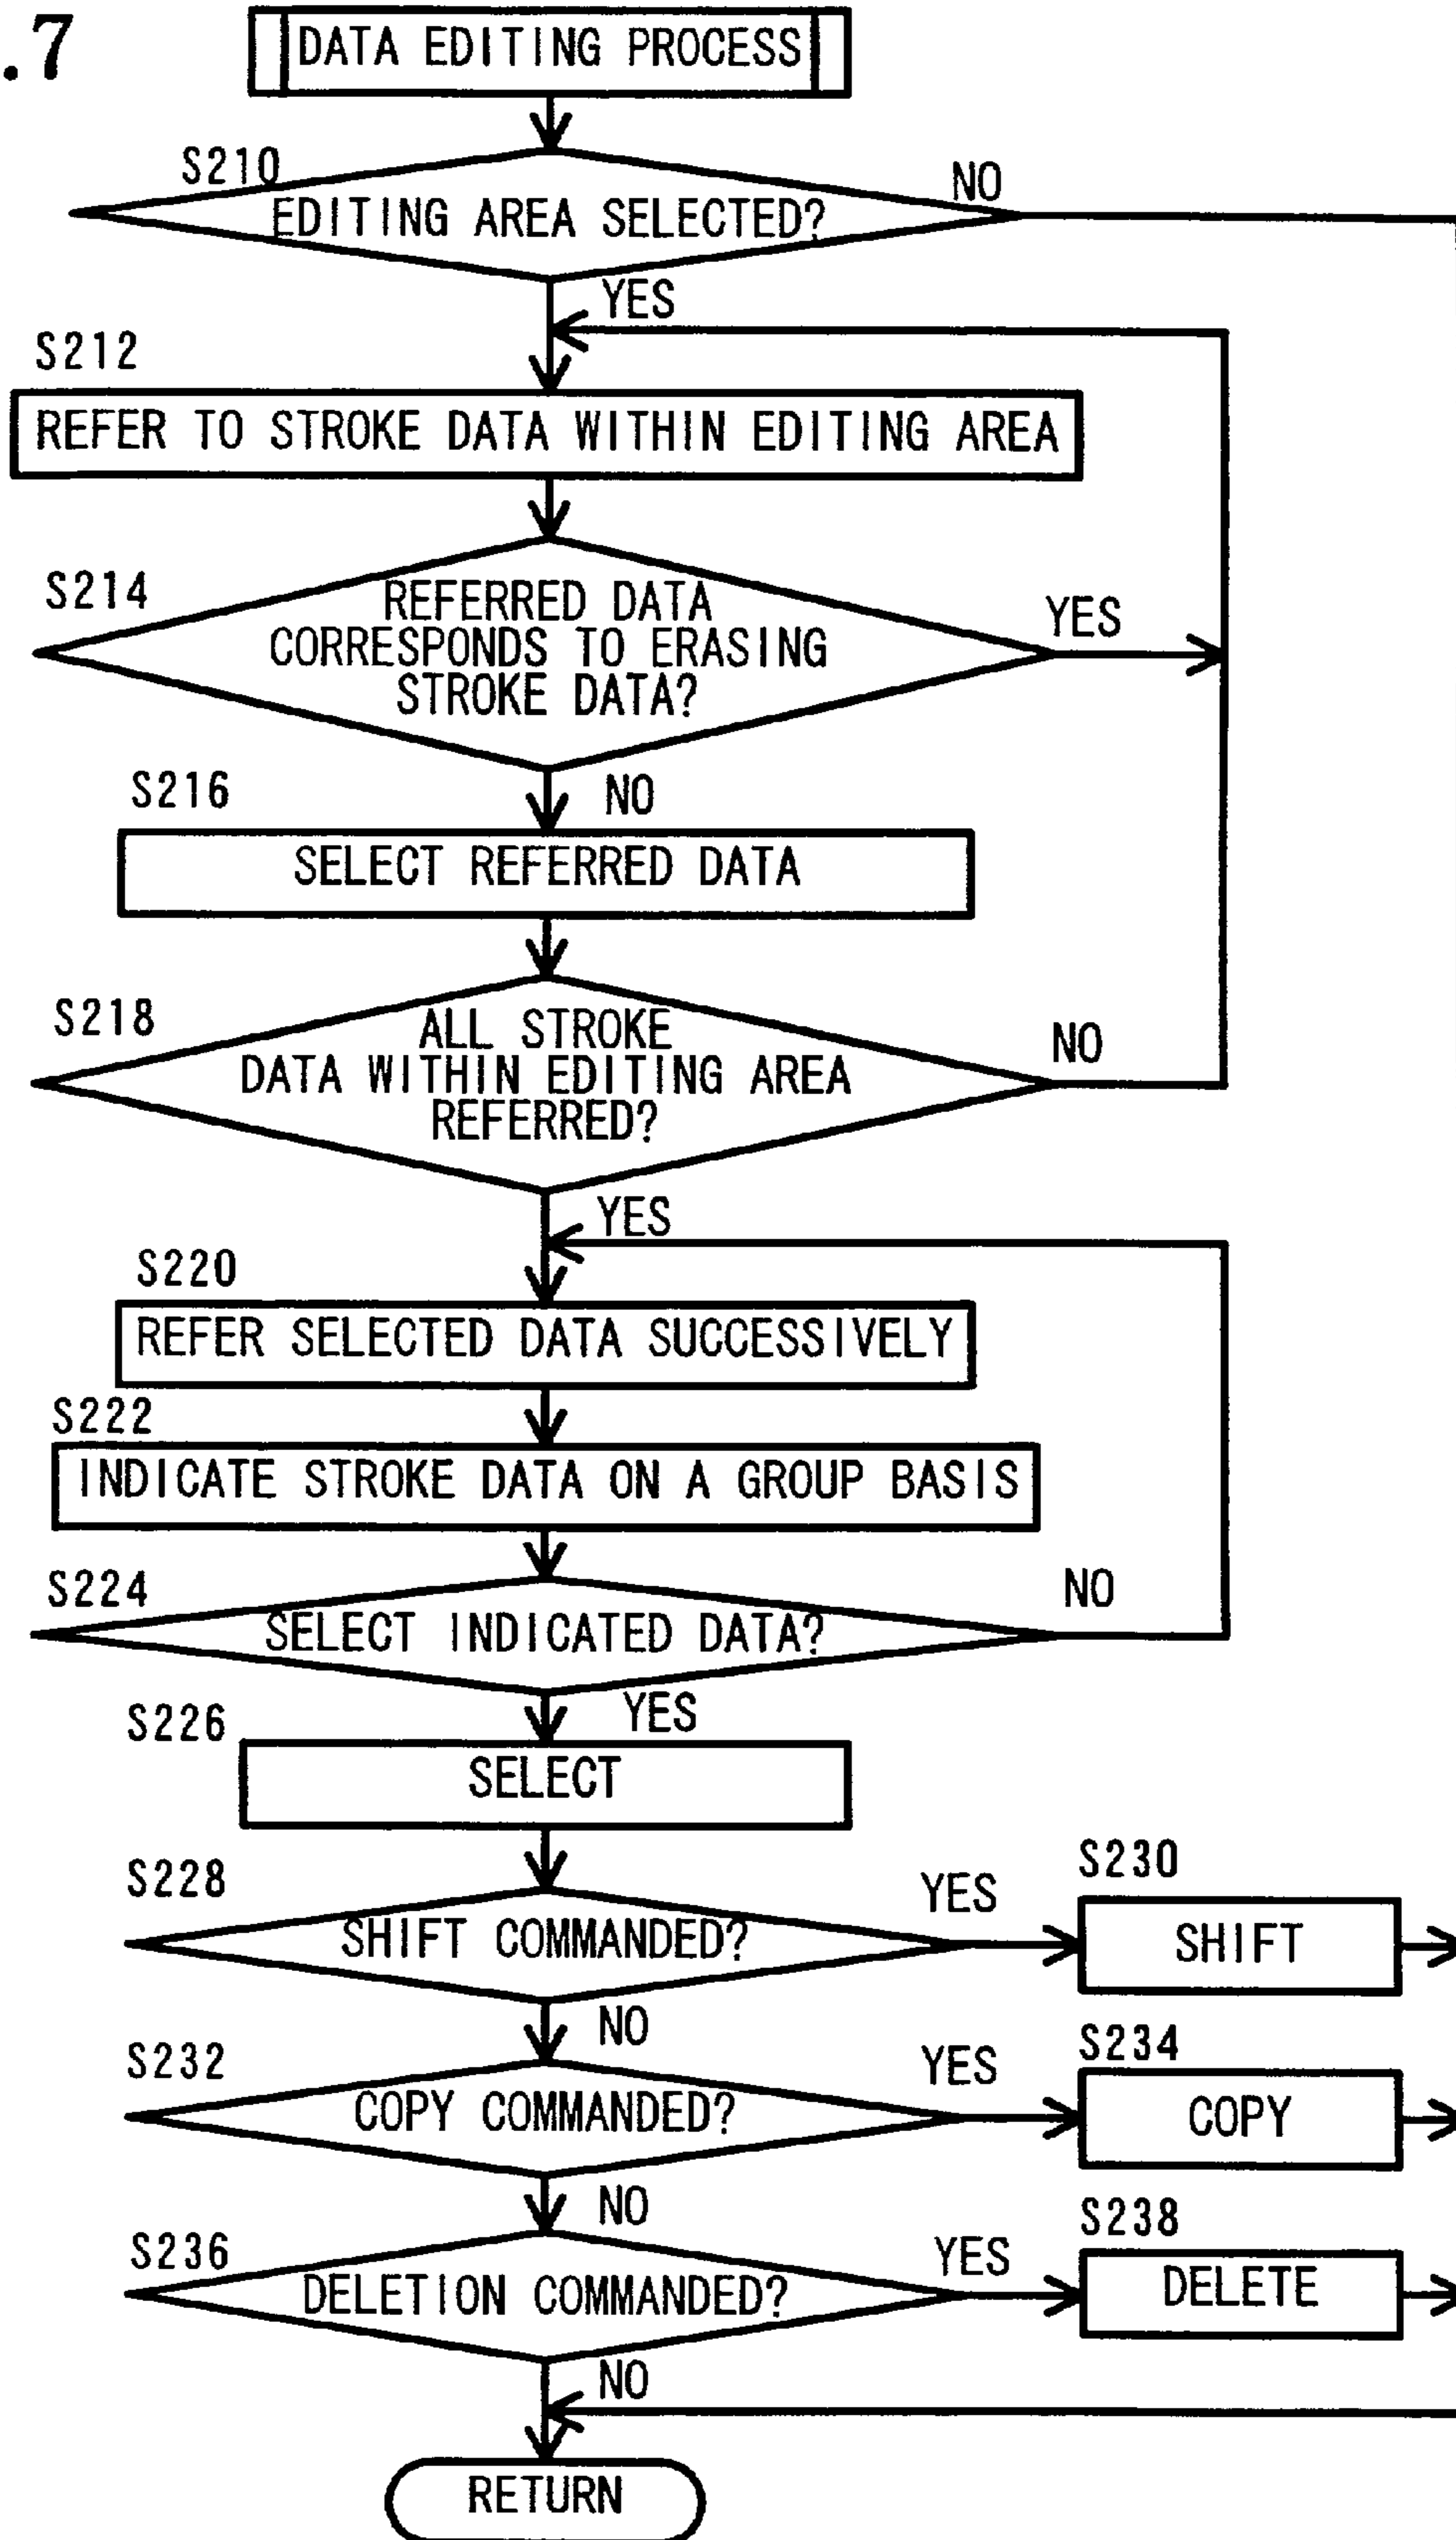 .7
DATA EDITING PROCESS
S210
EDITING AREA SELECTED?
NO
YES
S212
REFER TO STROKE DATA WITHIN EDITING AREA
S214
REFERRED DATA
CORRESPONDS TO ERASING
STROKE DATA?
YES
NO
S216
SELECT REFERRED DATA
S218
ALL STROKE
DATA WITHIN EDITING AREA
REFERRED?
NO
YES
S220
REFER SELECTED DATA SUCCESSIVELY
S222
INDICATE STROKE DATA ON A GROUP BASIS
S224
SELECT INDICATED DATA?
NO
YES
S226
SELECT
S228
SHIFT COMMANDED?
YES
S230
SHIFT
NO
S232
COPY COMMANDED?
YES
S234
COPY
NO
S236
DELETION COMMANDED?
YES
S238
DELETE
NO
RETURN